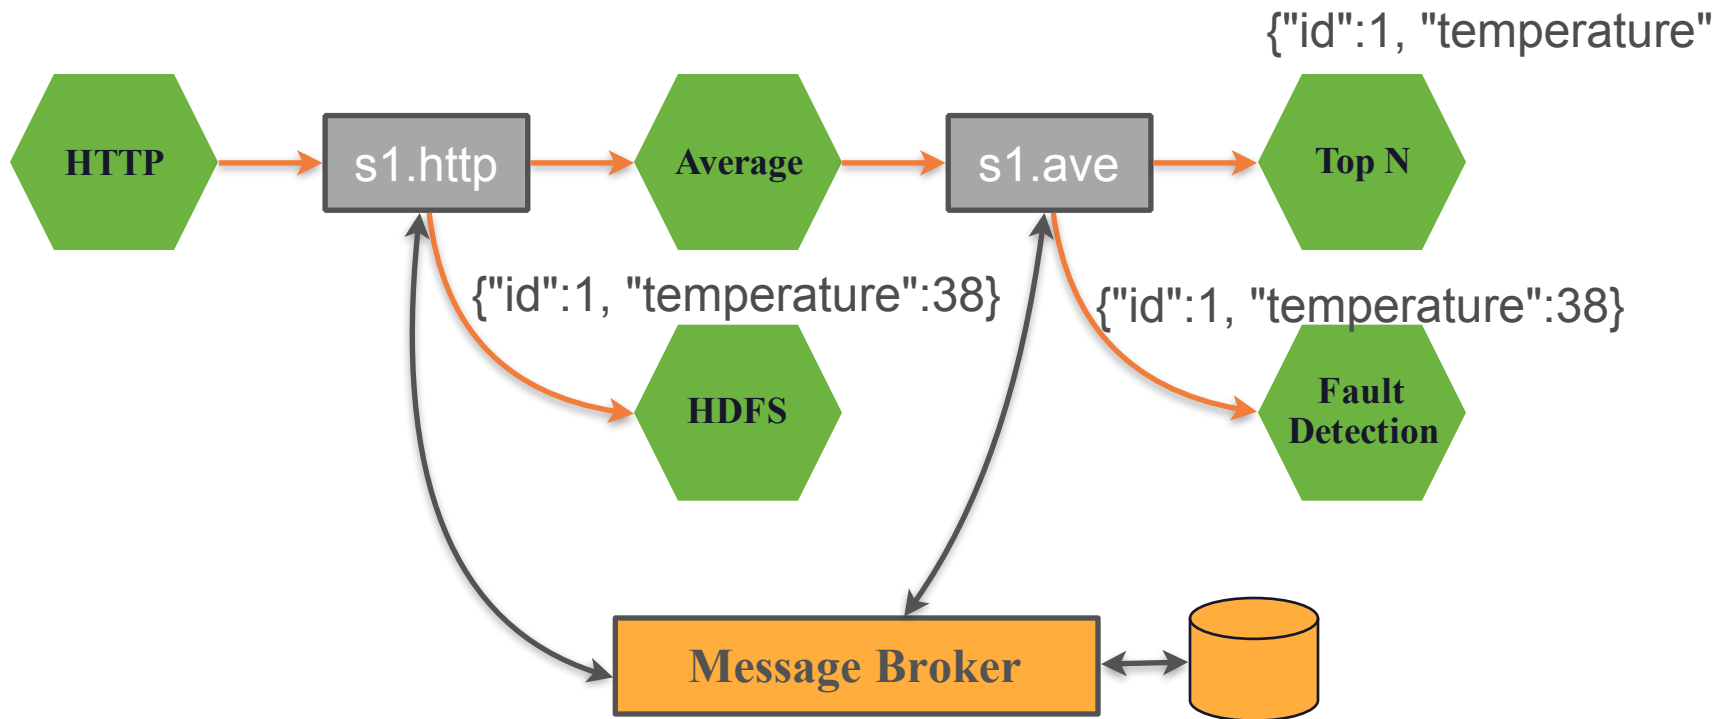 {"id":1, "temperature"
HTTP
s1.http
Average
s1.ave
Top N
{"id":1, "temperature":38}
{"id":1, "temperature":38}
HDFS
Fault
Detection
Message Broker